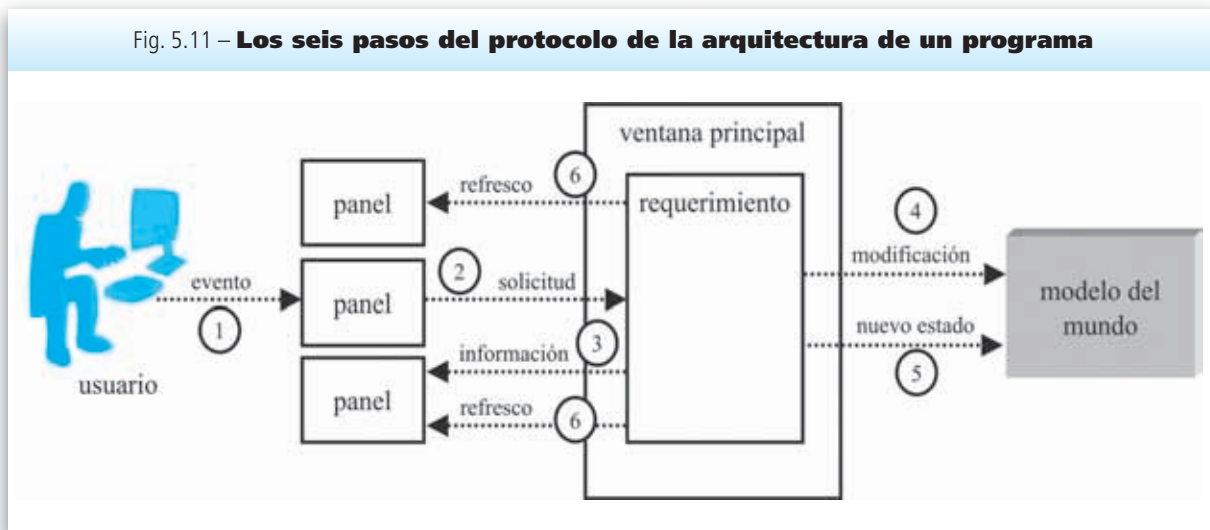 Fig. 5.11 – Los seis pasos del protocolo de la arquitectura de un programa
ventana principal
panel
refresco
6
requerimiento
4
modificación
evento
1
panel
2
solicitud
modelo del
mundo
nuevo estado
5
usuario
información
3
panel
refresco
6